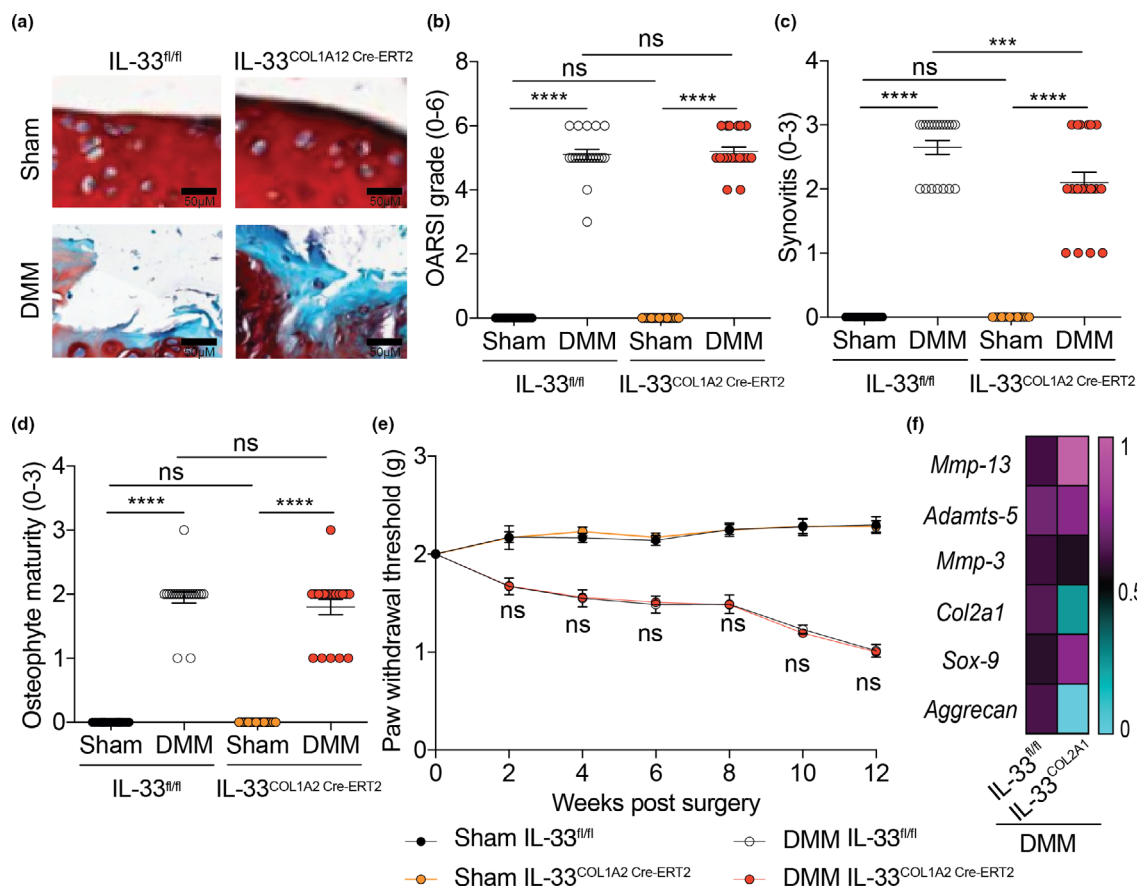 (a)
IL-33fl/fl
IL-33COL1A12 Cre-ERT2
Sham
50µM
50µM
DMM
50µM
50µM
(b)
OARSI grade (0-6)
8
6
4
2
0
ns
ns
****
****
Sham DMM Sham DMM
IL-33fl/fl
IL-33COL1A2 Cre-ERT2
(c)
Synovitis (0-3)
4
3
2
1
0
***
ns
****
****
Sham DMM Sham DMM
IL-33fl/fl
IL-33COL1A2 Cre-ERT2
(d)
Osteophyte maturity (0-3)
4
3
2
1
0
ns
ns
****
****
Sham DMM Sham DMM
IL-33fl/fl
IL-33COL1A2 Cre-ERT2
(e)
Paw withdrawal threshold (g)
3
2
1
0
ns
ns
ns
ns
ns
ns
0 2 4 6 8 10 12
Weeks post surgery
Sham IL-33fl/fl
DMM IL-33fl/fl
Sham IL-33COL1A2 Cre-ERT2
DMM IL-33COL1A2 Cre-ERT2
(f)
Mmp-13
Adamts-5
Mmp-3
Col2a1
Sox-9
Aggrecan
1
0.5
0
IL-33fl/fl
IL-33COL2A1
DMM